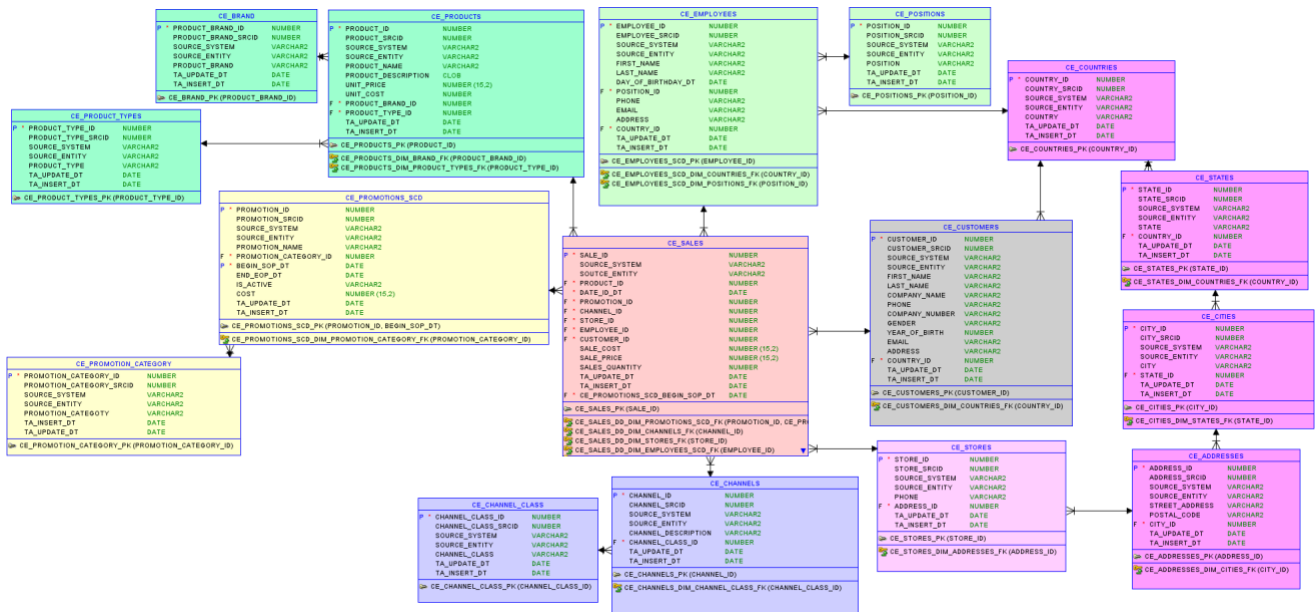 CE_BRAND
P * PRODUCT_BRAND_ID NUMBER
PRODUCT_BRAND_SRCID NUMBER
SOURCE_SYSTEM VARCHAR2
SOURCE_ENTITY VARCHAR2
PRODUCT_BRAND VARCHAR2
TA_UPDATE_DT DATE
TA_INSERT_DT DATE
CE_BRAND_PK (PRODUCT_BRAND_ID)
CE_PRODUCTS
P * PRODUCT_ID NUMBER
PRODUCT_SRCID NUMBER
SOURCE_SYSTEM VARCHAR2
SOURCE_ENTITY VARCHAR2
PRODUCT_NAME VARCHAR2
PRODUCT_DESCRIPTION CLOB
UNIT_PRICE NUMBER (15,2)
UNIT_COST NUMBER
F * PRODUCT_BRAND_ID NUMBER
F * PRODUCT_TYPE_ID NUMBER
TA_UPDATE_DT DATE
TA_INSERT_DT DATE
CE_PRODUCTS_PK (PRODUCT_ID)
CE_PRODUCTS_DIM_BRAND_FK (PRODUCT_BRAND_ID)
CE_PRODUCTS_DIM_PRODUCT_TYPES_FK (PRODUCT_TYPE_ID)
CE_EMPLOYEES
P * EMPLOYEE_ID NUMBER
EMPLOYEE_SRCID NUMBER
SOURCE_SYSTEM VARCHAR2
SOURCE_ENTITY VARCHAR2
FIRST_NAME VARCHAR2
LAST_NAME VARCHAR2
DAY_OF_BIRTHDAY_DT DATE
F * POSITION_ID NUMBER
PHONE VARCHAR2
EMAIL VARCHAR2
ADDRESS VARCHAR2
F * COUNTRY_ID NUMBER
TA_UPDATE_DT DATE
TA_INSERT_DT DATE
CE_EMPLOYEES_SCD_PK (EMPLOYEE_ID)
CE_EMPLOYEES_SCD_DIM_COUNTRIES_FK (COUNTRY_ID)
CE_EMPLOYEES_SCD_DIM_POSITIONS_FK (POSITION_ID)
CE_POSITIONS
P * POSITION_ID NUMBER
POSITION_SRCID NUMBER
SOURCE_SYSTEM VARCHAR2
SOURCE_ENTITY VARCHAR2
POSITION VARCHAR2
TA_UPDATE_DT DATE
TA_INSERT_DT DATE
CE_POSITIONS_PK (POSITION_ID)
CE_COUNTRIES
P * COUNTRY_ID NUMBER
COUNTRY_SRCID NUMBER
SOURCE_SYSTEM VARCHAR2
SOURCE_ENTITY VARCHAR2
COUNTRY VARCHAR2
TA_UPDATE_DT DATE
TA_INSERT_DT DATE
CE_COUNTRIES_PK (COUNTRY_ID)
CE_PRODUCT_TYPES
P * PRODUCT_TYPE_ID NUMBER
PRODUCT_TYPE_SRCID NUMBER
SOURCE_SYSTEM VARCHAR2
SOURCE_ENTITY VARCHAR2
PRODUCT_TYPE VARCHAR2
TA_UPDATE_DT DATE
TA_INSERT_DT DATE
CE_PRODUCT_TYPES_PK (PRODUCT_TYPE_ID)
CE_PROMOTIONS_SCD
P * PROMOTION_ID NUMBER
PROMOTION_SRCID NUMBER
SOURCE_SYSTEM VARCHAR2
SOURCE_ENTITY VARCHAR2
PROMOTION_NAME VARCHAR2
F * PROMOTION_CATEGORY_ID NUMBER
P * BEGIN_SOP_DT DATE
END_EOP_DT DATE
IS_ACTIVE VARCHAR2
COST NUMBER (15,2)
TA_UPDATE_DT DATE
TA_INSERT_DT DATE
CE_PROMOTIONS_SCD_PK (PROMOTION_ID, BEGIN_SOP_DT)
CE_PROMOTIONS_SCD_DIM_PROMOTION_CATEGORY_FK (PROMOTION_CATEGORY_ID)
CE_STATES
P * STATE_ID NUMBER
STATE_SRCID NUMBER
SOURCE_SYSTEM VARCHAR2
SOURCE_ENTITY VARCHAR2
STATE VARCHAR2
F * COUNTRY_ID NUMBER
TA_UPDATE_DT DATE
TA_INSERT_DT DATE
CE_STATES_PK (STATE_ID)
CE_STATES_DIM_COUNTRIES_FK (COUNTRY_ID)
CE_SALES
P * SALE_ID NUMBER
SOURCE_SYSTEM VARCHAR2
SOUTCE_ENTITY VARCHAR2
F * PRODUCT_ID NUMBER
* DATE_ID_DT DATE
F * PROMOTION_ID NUMBER
F * CHANNEL_ID NUMBER
F * STORE_ID NUMBER
F * EMPLOYEE_ID NUMBER
F * CUSTOMER_ID NUMBER
SALE_COST NUMBER (15,2)
SALE_PRICE NUMBER (15,2)
SALES_QUANTITY NUMBER
TA_UPDATE_DT DATE
TA_INSERT_DT DATE
F * CE_PROMOTIONS_SCD_BEGIN_SOP_DT DATE
CE_SALES_PK (SALE_ID)
CE_SALES_DD_DIM_PROMOTIONS_SCD_FK (PROMOTION_ID, CE_PRO
CE_SALES_DD_DIM_CHANNELS_FK (CHANNEL_ID)
CE_SALES_DD_DIM_STORES_FK (STORE_ID)
CE_SALES_DD_DIM_EMPLOYEES_SCD_FK (EMPLOYEE_ID)
CE_CUSTOMERS
P * CUSTOMER_ID NUMBER
CUSTOMER_SRCID NUMBER
SOURCE_SYSTEM VARCHAR2
SOURCE_ENTITY VARCHAR2
FIRST_NAME VARCHAR2
LAST_NAME VARCHAR2
COMPANY_NAME VARCHAR2
PHONE VARCHAR2
COMPANY_NUMBER VARCHAR2
GENDER VARCHAR2
YEAR_OF_BIRTH NUMBER
EMAIL VARCHAR2
ADDRESS VARCHAR2
F * COUNTRY_ID NUMBER
TA_UPDATE_DT DATE
TA_INSERT_DT DATE
CE_CUSTOMERS_PK (CUSTOMER_ID)
CE_CUSTOMERS_DIM_COUNTRIES_FK (COUNTRY_ID)
CE_CITIES
P * CITY_ID NUMBER
CITY_SRCID NUMBER
SOURCE_SYSTEM VARCHAR2
SOURCE_ENTITY VARCHAR2
CITY VARCHAR2
F * STATE_ID NUMBER
TA_UPDATE_DT DATE
TA_INSERT_DT DATE
CE_CITIES_PK (CITY_ID)
CE_CITIES_DIM_STATES_FK (STATE_ID)
CE_PROMOTION_CATEGORY
P * PROMOTION_CATEGORY_ID NUMBER
PROMOTION_CATEGORY_SRCID NUMBER
SOURCE_SYSTEM VARCHAR2
SOURCE_ENTITY VARCHAR2
PROMOTION_CATEGOTY VARCHAR2
TA_INSERT_DT DATE
TA_UPDATE_DT DATE
CE_PROMOTION_CATEGORY_PK (PROMOTION_CATEGORY_ID)
CE_STORES
P * STORE_ID NUMBER
STORE_SRCID NUMBER
SOURCE_SYSTEM VARCHAR2
SOURCE_ENTITY VARCHAR2
PHONE VARCHAR2
F * ADDRESS_ID NUMBER
TA_UPDATE_DT DATE
TA_INSERT_DT DATE
CE_STORES_PK (STORE_ID)
CE_STORES_DIM_ADDRESSES_FK (ADDRESS_ID)
CE_ADDRESSES
P * ADDRESS_ID NUMBER
ADDRESS_SRCID NUMBER
SOURCE_SYSTEM VARCHAR2
SOURCE_ENTITY VARCHAR2
STREET_ADDRESS VARCHAR2
POSTAL_CODE VARCHAR2
F * CITY_ID NUMBER
TA_UPDATE_DT DATE
TA_INSERT_DT DATE
CE_ADDRESSES_PK (ADDRESS_ID)
CE_ADDRESSES_DIM_CITIES_FK (CITY_ID)
CE_CHANNEL_CLASS
P * CHANNEL_CLASS_ID NUMBER
CHANNEL_CLASS_SRCID NUMBER
SOURCE_SYSTEM VARCHAR2
SOURCE_ENTITY VARCHAR2
CHANNEL_CLASS VARCHAR2
TA_UPDATE_DT DATE
TA_INSERT_DT DATE
CE_CHANNEL_CLASS_PK (CHANNEL_CLASS_ID)
CE_CHANNELS
P * CHANNEL_ID NUMBER
CHANNEL_SRCID NUMBER
SOURCE_SYSTEM VARCHAR2
SOURCE_ENTITY VARCHAR2
CHANNEL_DESCRIPTION VARCHAR2
F * CHANNEL_CLASS_ID NUMBER
TA_UPDATE_DT DATE
TA_INSERT_DT DATE
CE_CHANNELS_PK (CHANNEL_ID)
CE_CHANNELS_DIM_CHANNEL_CLASS_FK (CHANNEL_CLASS_ID)